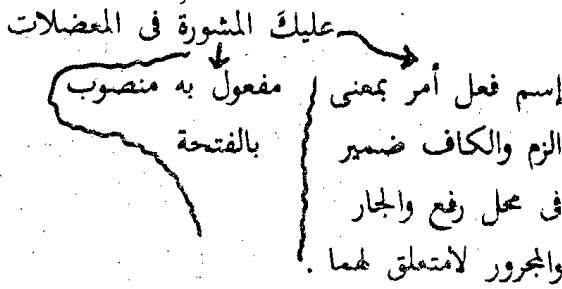 عليكَ المشورةَ فى المعضلات
إسم فعل أمر بمعنى
الزم والكاف ضمير
فى محل رفع والجار
والمجرور لامتعلق لهما .
مفعول به منصوب
بالفتحة